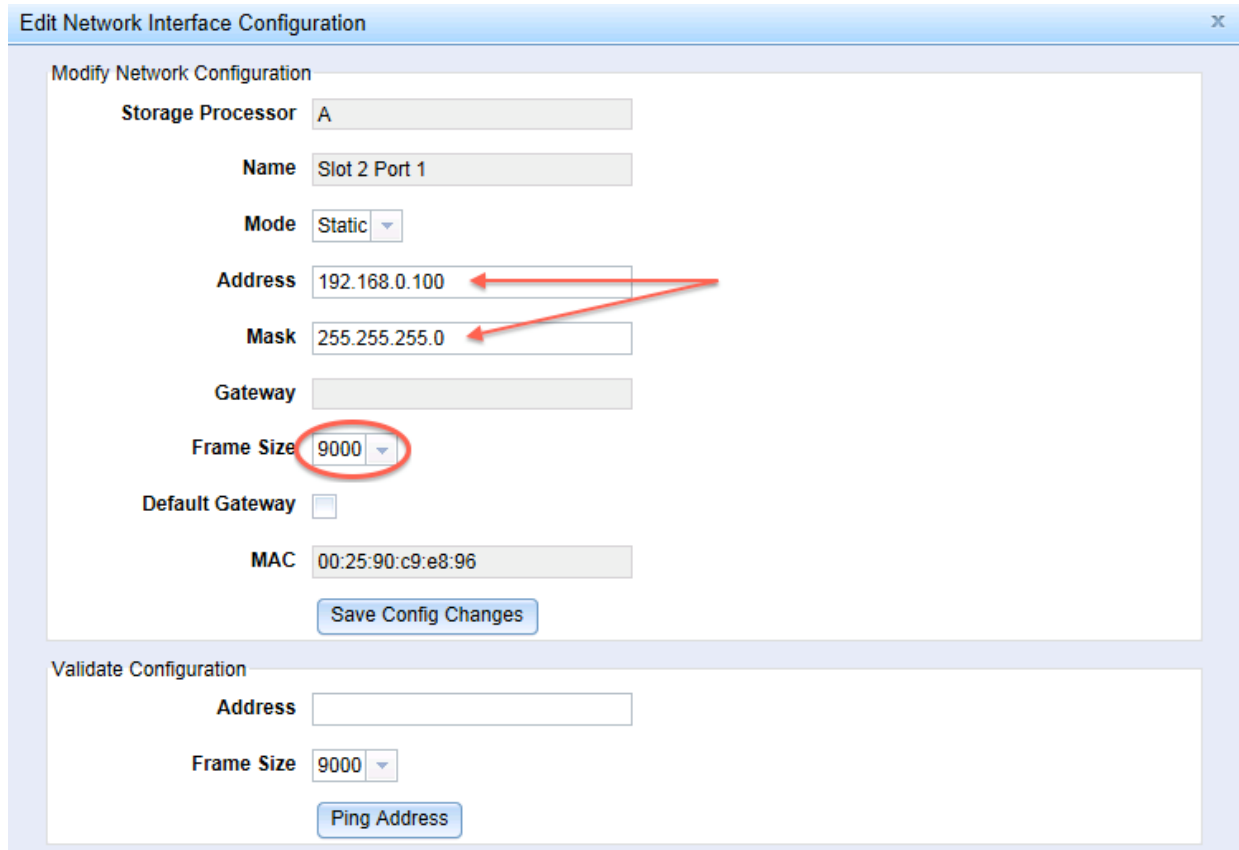 Edit Network Interface Configuration x
Modify Network Configuration
Storage Processor A
Name Slot 2 Port 1
Mode Static
Address 192.168.0.100
Mask 255.255.255.0
Gateway
Frame Size 9000
Default Gateway
MAC 00:25:90:c9:e8:96
Save Config Changes
Validate Configuration
Address
Frame Size 9000
Ping Address